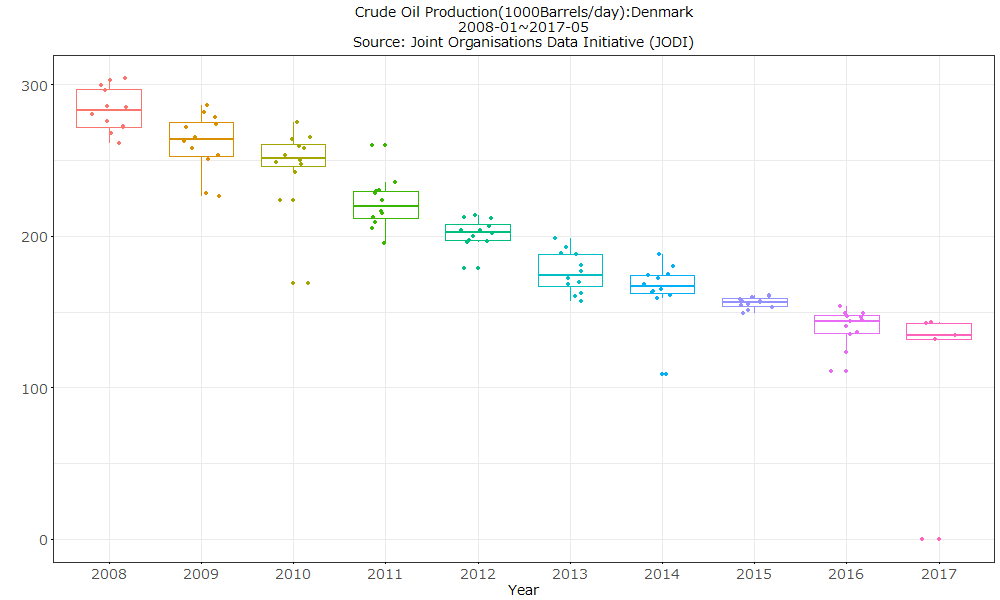 Crude Oil Production(1000Barrels/day):Denmark
2008-01~2017-05
Source: Joint Organisations Data Initiative (JODI)
300
200
100
0
2008 2009 2010 2011 2012 2013 2014 2015 2016 2017
Year